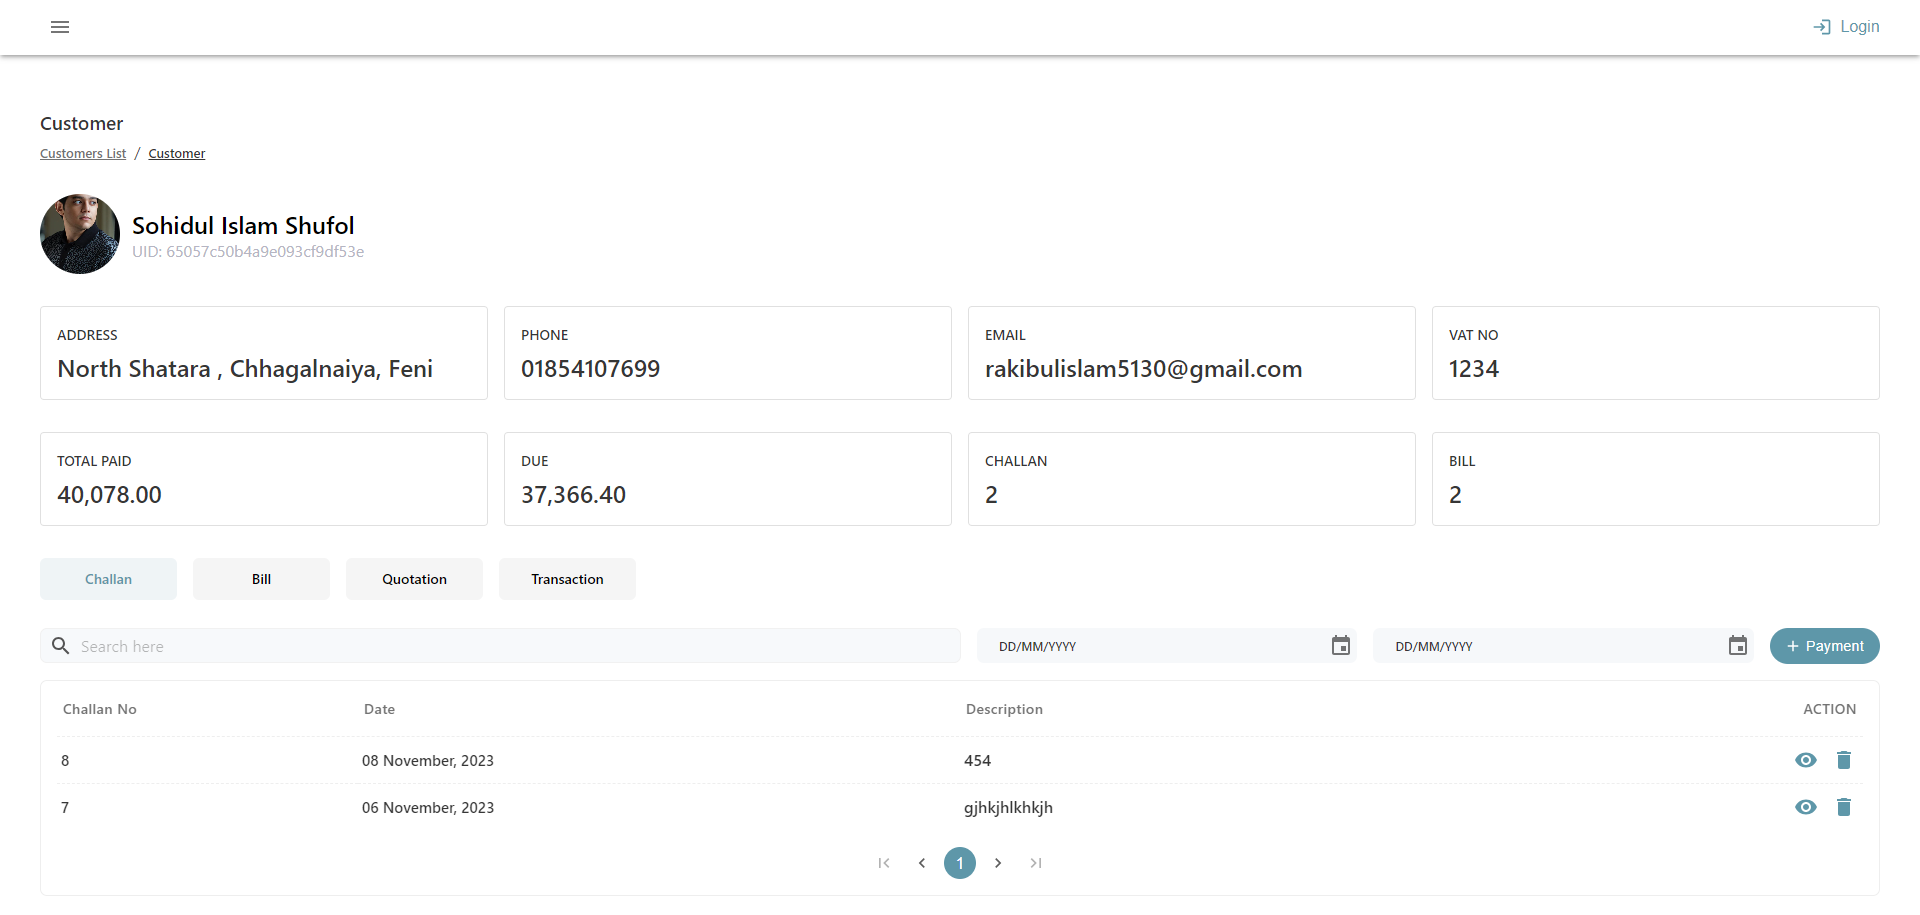 Login
Customer
Customers List / Customer
Sohidul Islam Shufol
UID: 65057c50b4a9e093cf9df53e
ADDRESS
North Shatara , Chhagalnaiya, Feni
PHONE
01854107699
EMAIL
rakibulislam5130@gmail.com
VAT NO
1234
TOTAL PAID
40,078.00
DUE
37,366.40
CHALLAN
2
BILL
2
Challan Bill Quotation Transaction
Search here DD/MM/YYYY DD/MM/YYYY + Payment
Challan No Date Description ACTION
8 08 November, 2023 454
7 06 November, 2023 gjhkjhlkhkjh
1